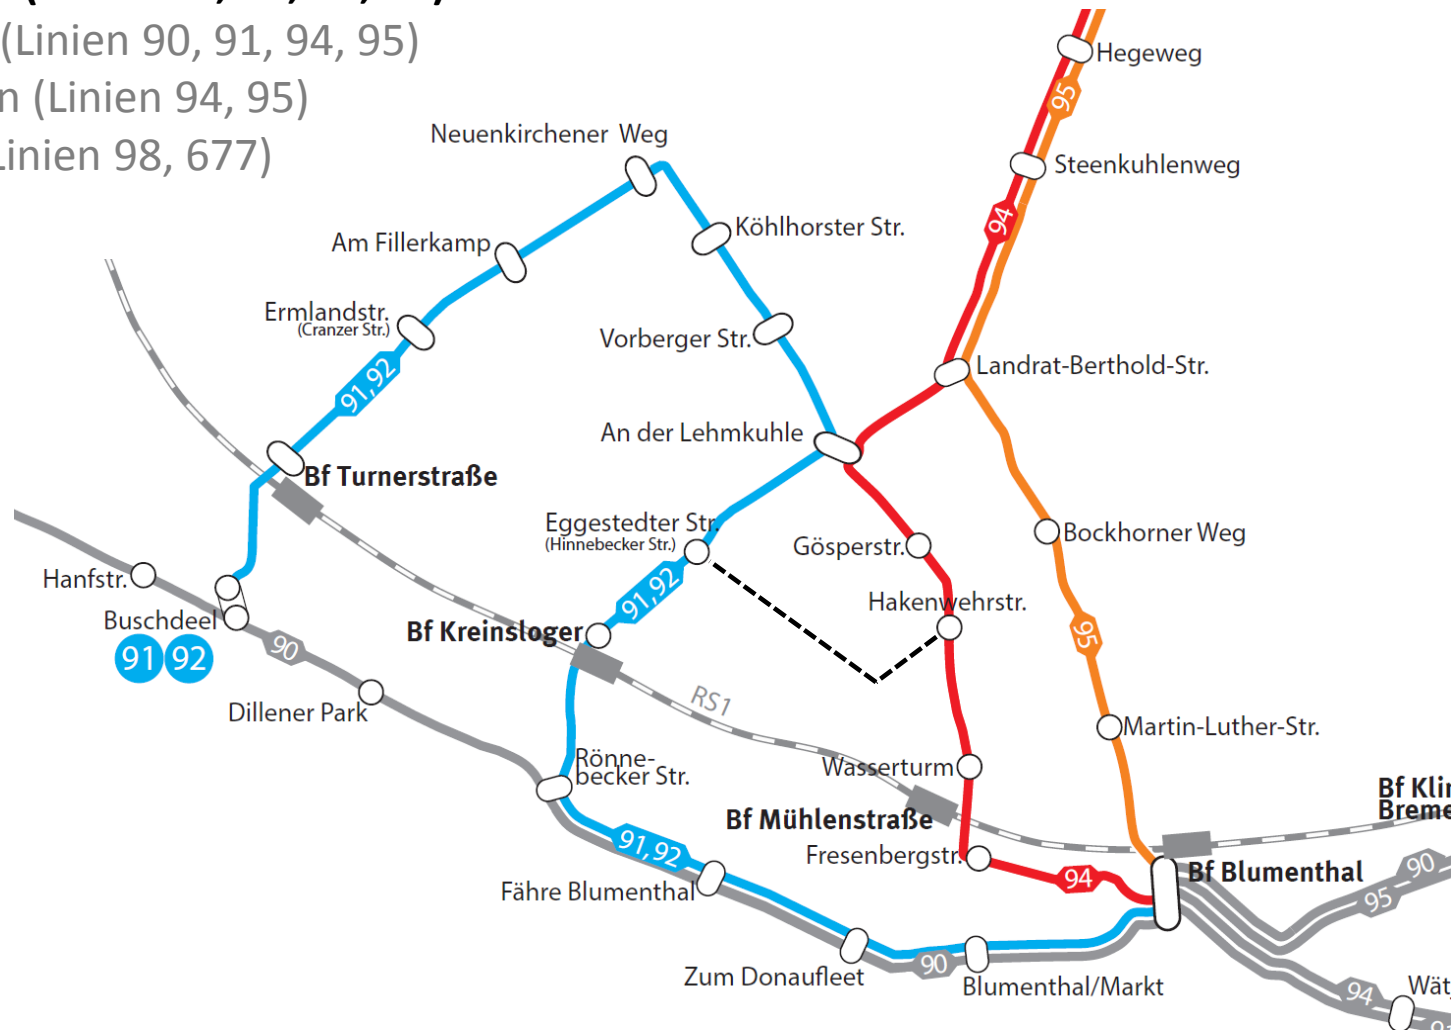 (Linien 90, 91, 94, 95)
n (Linien 94, 95)
Linien 98, 677)
Hegeweg
95
Neuenkirchener Weg
Steenkuhlenweg
94
Köhlhorster Str.
Am Fillerkamp
Ermlandstr.
(Cranzer Str.)
Vorberger Str.
Landrat-Berthold-Str.
91,92
An der Lehmkuhle
Bf Turnerstraße
Eggestedter Str.
(Hinnebecker Str.)
Gösperstr.
Bockhorner Weg
Hanfstr.
91,92
Hakenwehrstr.
Buschdeel
Bf Kreinsloger
95
91 92
90
RS1
Dillener Park
Martin-Luther-Str.
Rönne-
becker Str.
Wasserturm
Bf Mühlenstraße
Bf Klin
Breme
91,92
Fresenbergstr.
94
Bf Blumenthal
90
95
Fähre Blumenthal
Zum Donaufleet
90
Blumenthal/Markt
94
Wät